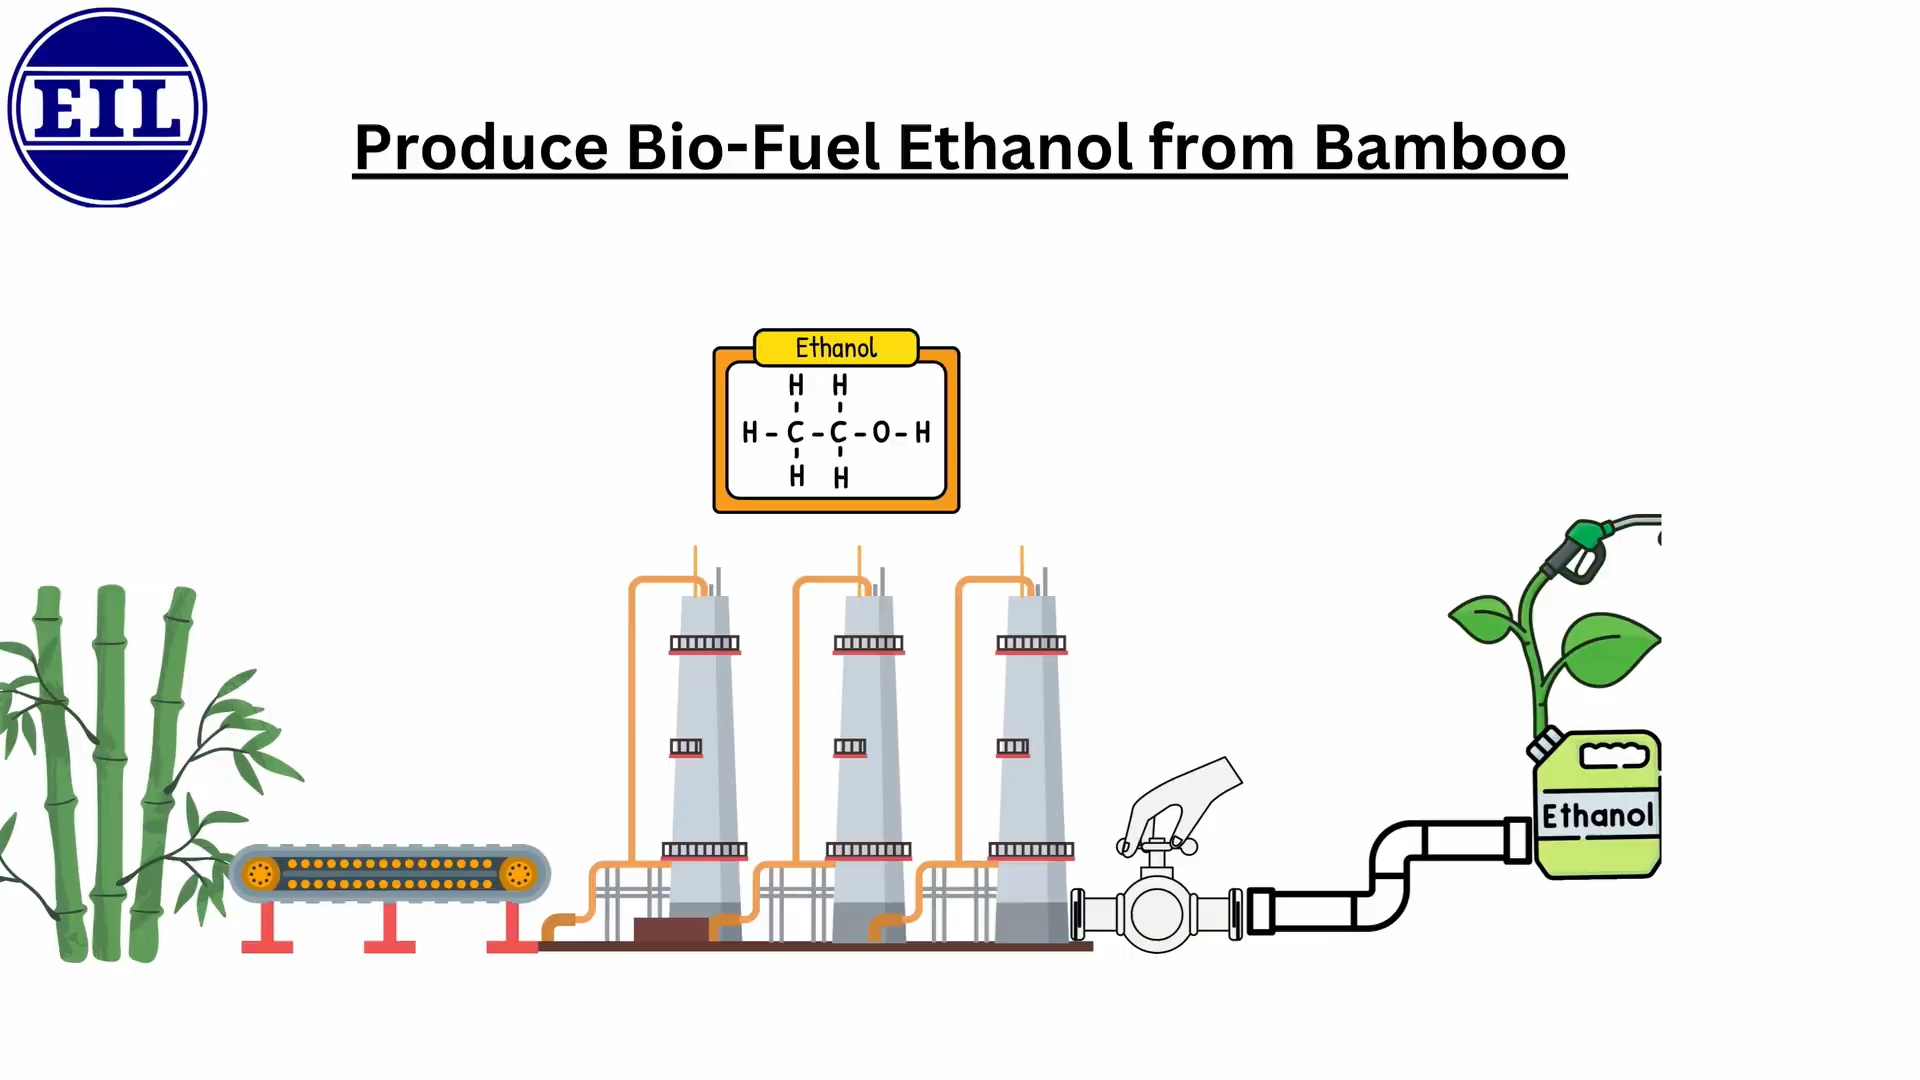 EIL
Produce Bio-Fuel Ethanol from Bamboo
Ethanol
H H
H-C-C-O-H
H H
Ethanol